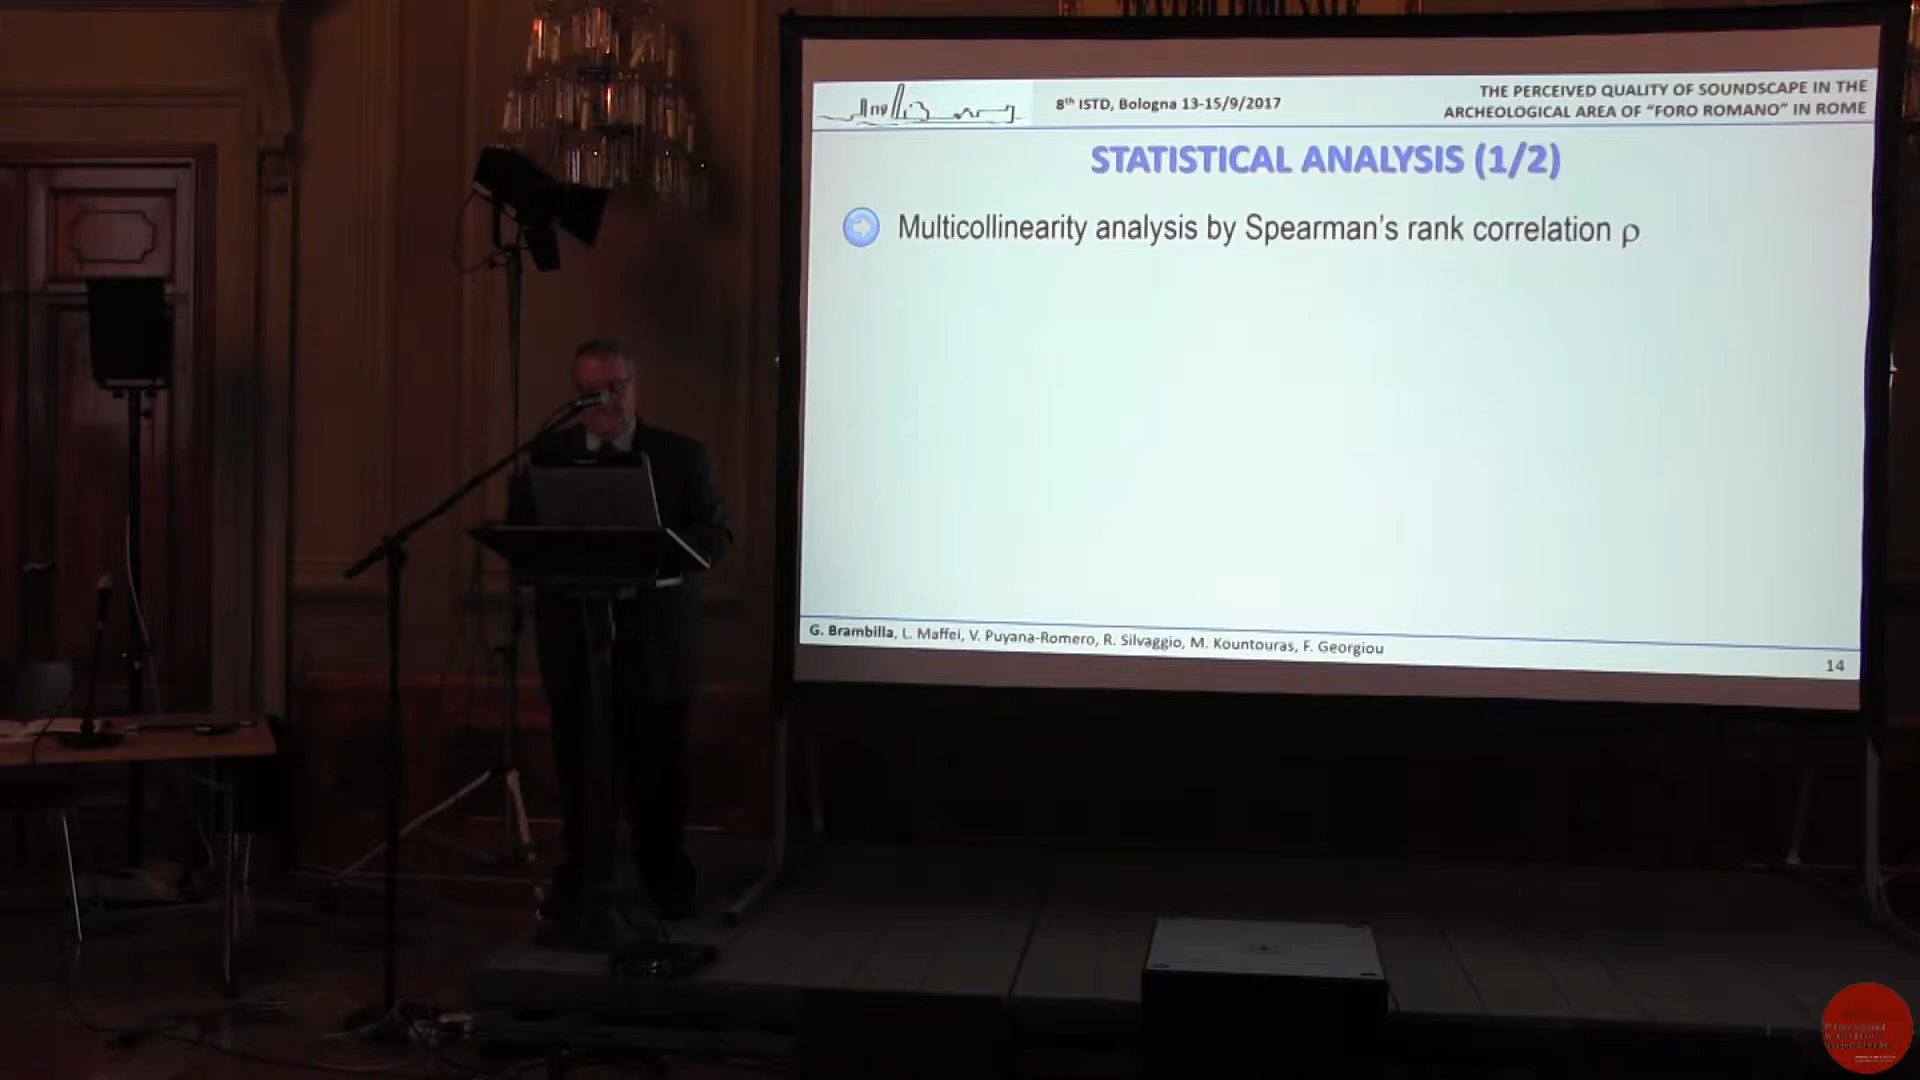 8th ISTD, Bologna 13-15/9/2017
THE PERCEIVED QUALITY OF SOUNDSCAPE IN THE
ARCHEOLOGICAL AREA OF “FORO ROMANO” IN ROME
STATISTICAL ANALYSIS (1/2)
Multicollinearity analysis by Spearman’s rank correlation ρ
G. Brambilla, L. Maffei, V. Puyana-Romero, R. Silvaggio, M. Kountouras, F. Georgiou
14